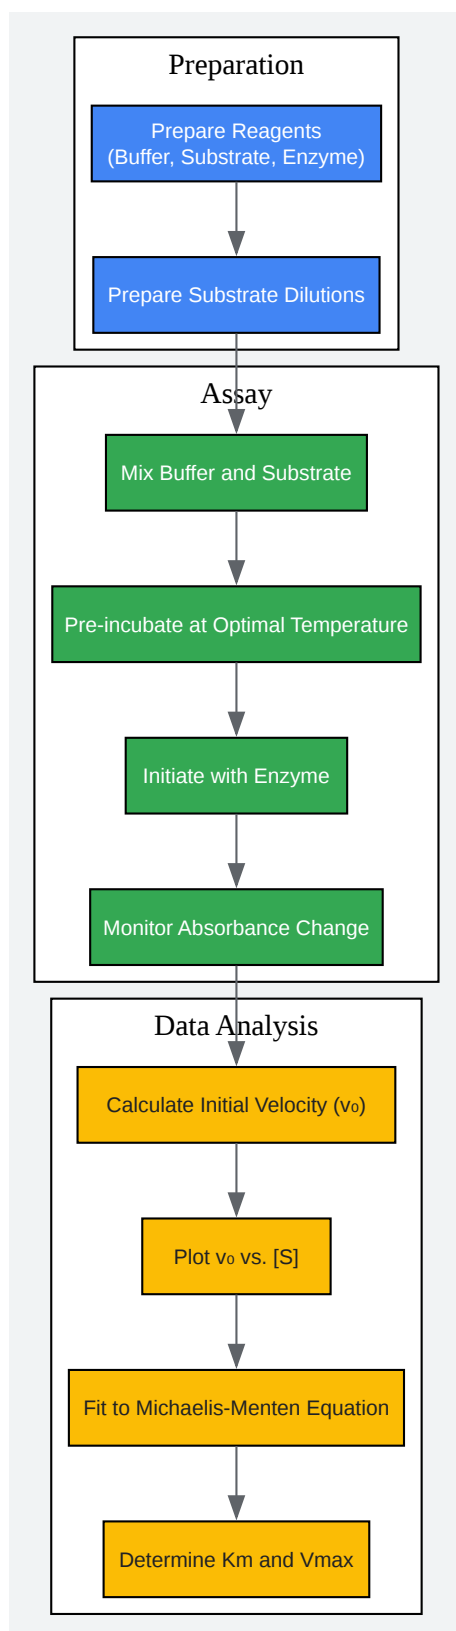 Preparation
Prepare Reagents
(Buffer, Substrate, Enzyme)
Prepare Substrate Dilutions
Assay
Mix Buffer and Substrate
Pre-incubate at Optimal Temperature
Initiate with Enzyme
Monitor Absorbance Change
Data Analysis
Calculate Initial Velocity (v₀)
Plot v₀ vs. [S]
Fit to Michaelis-Menten Equation
Determine Km and Vmax